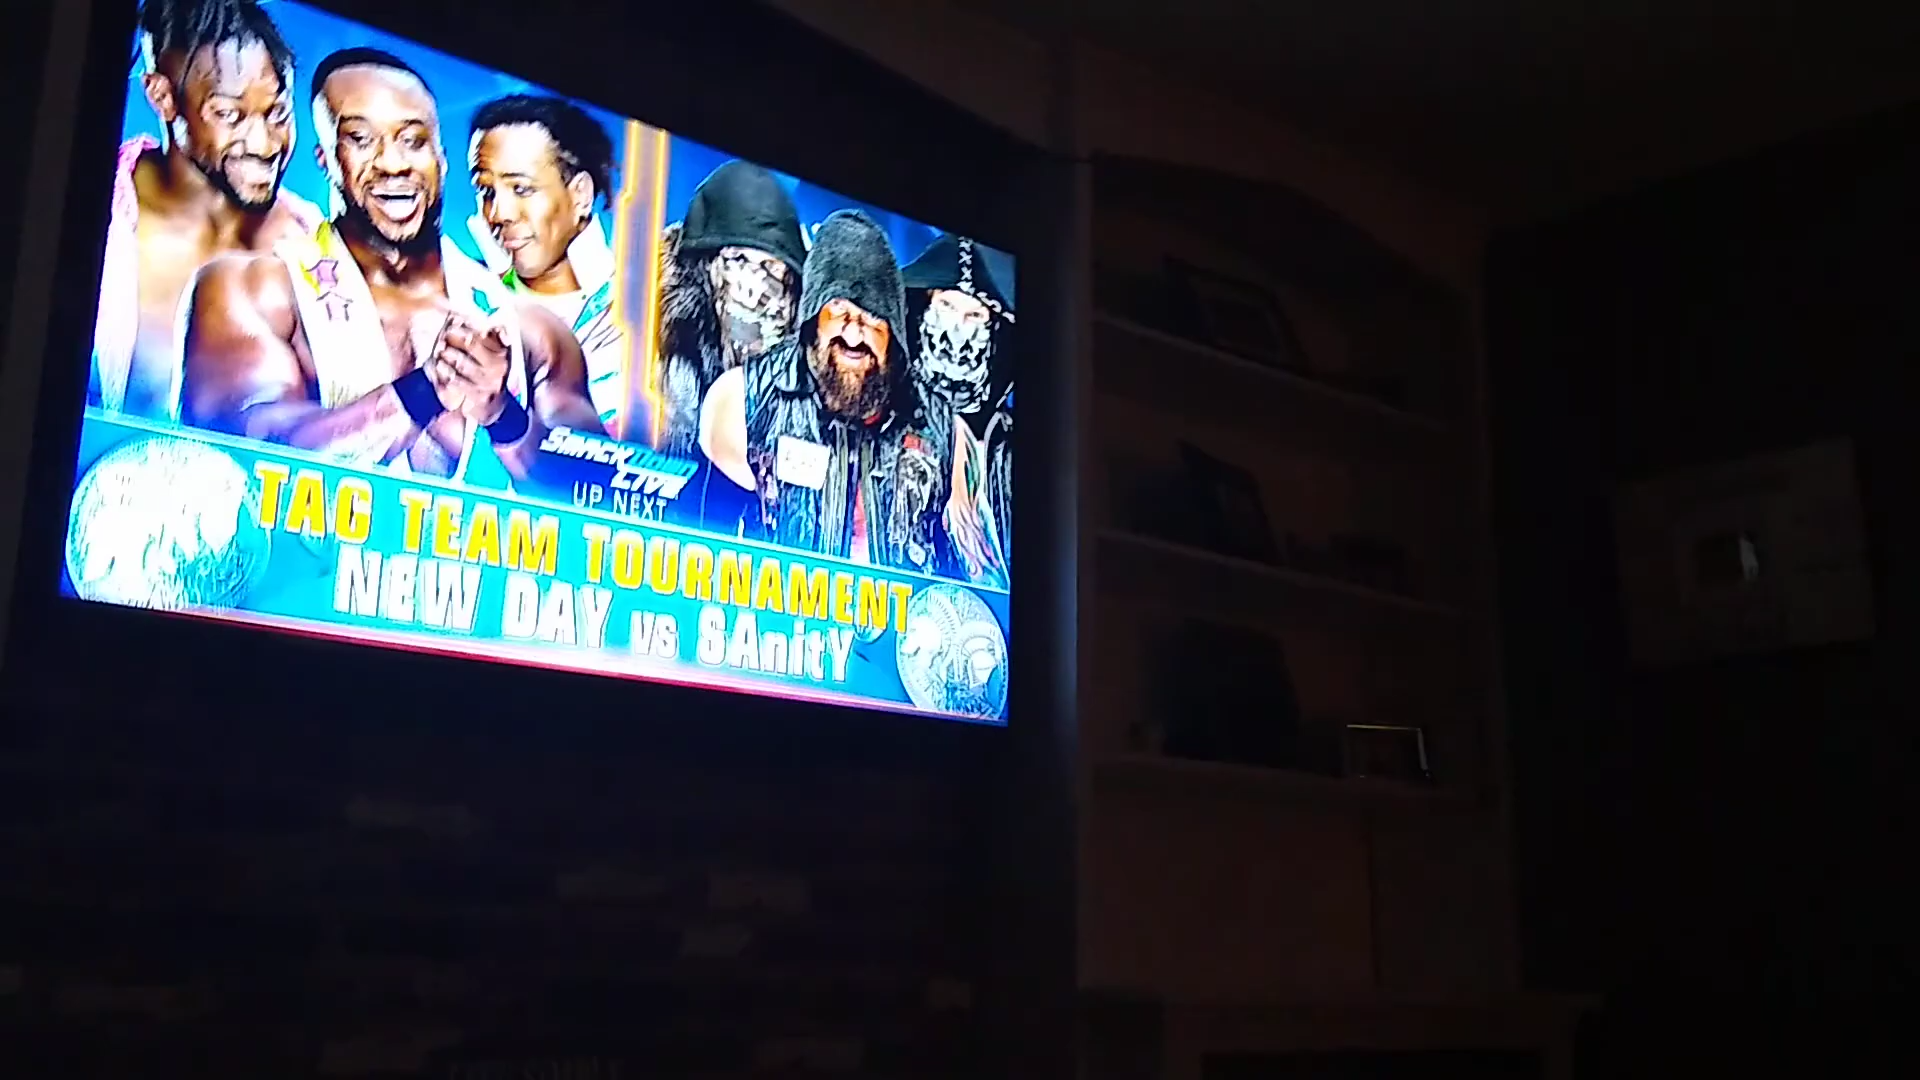 SMACKDOWN
LIVE
UP NEXT
TAG TEAM TOURNAMENT
NEW DAY vs SAnitY